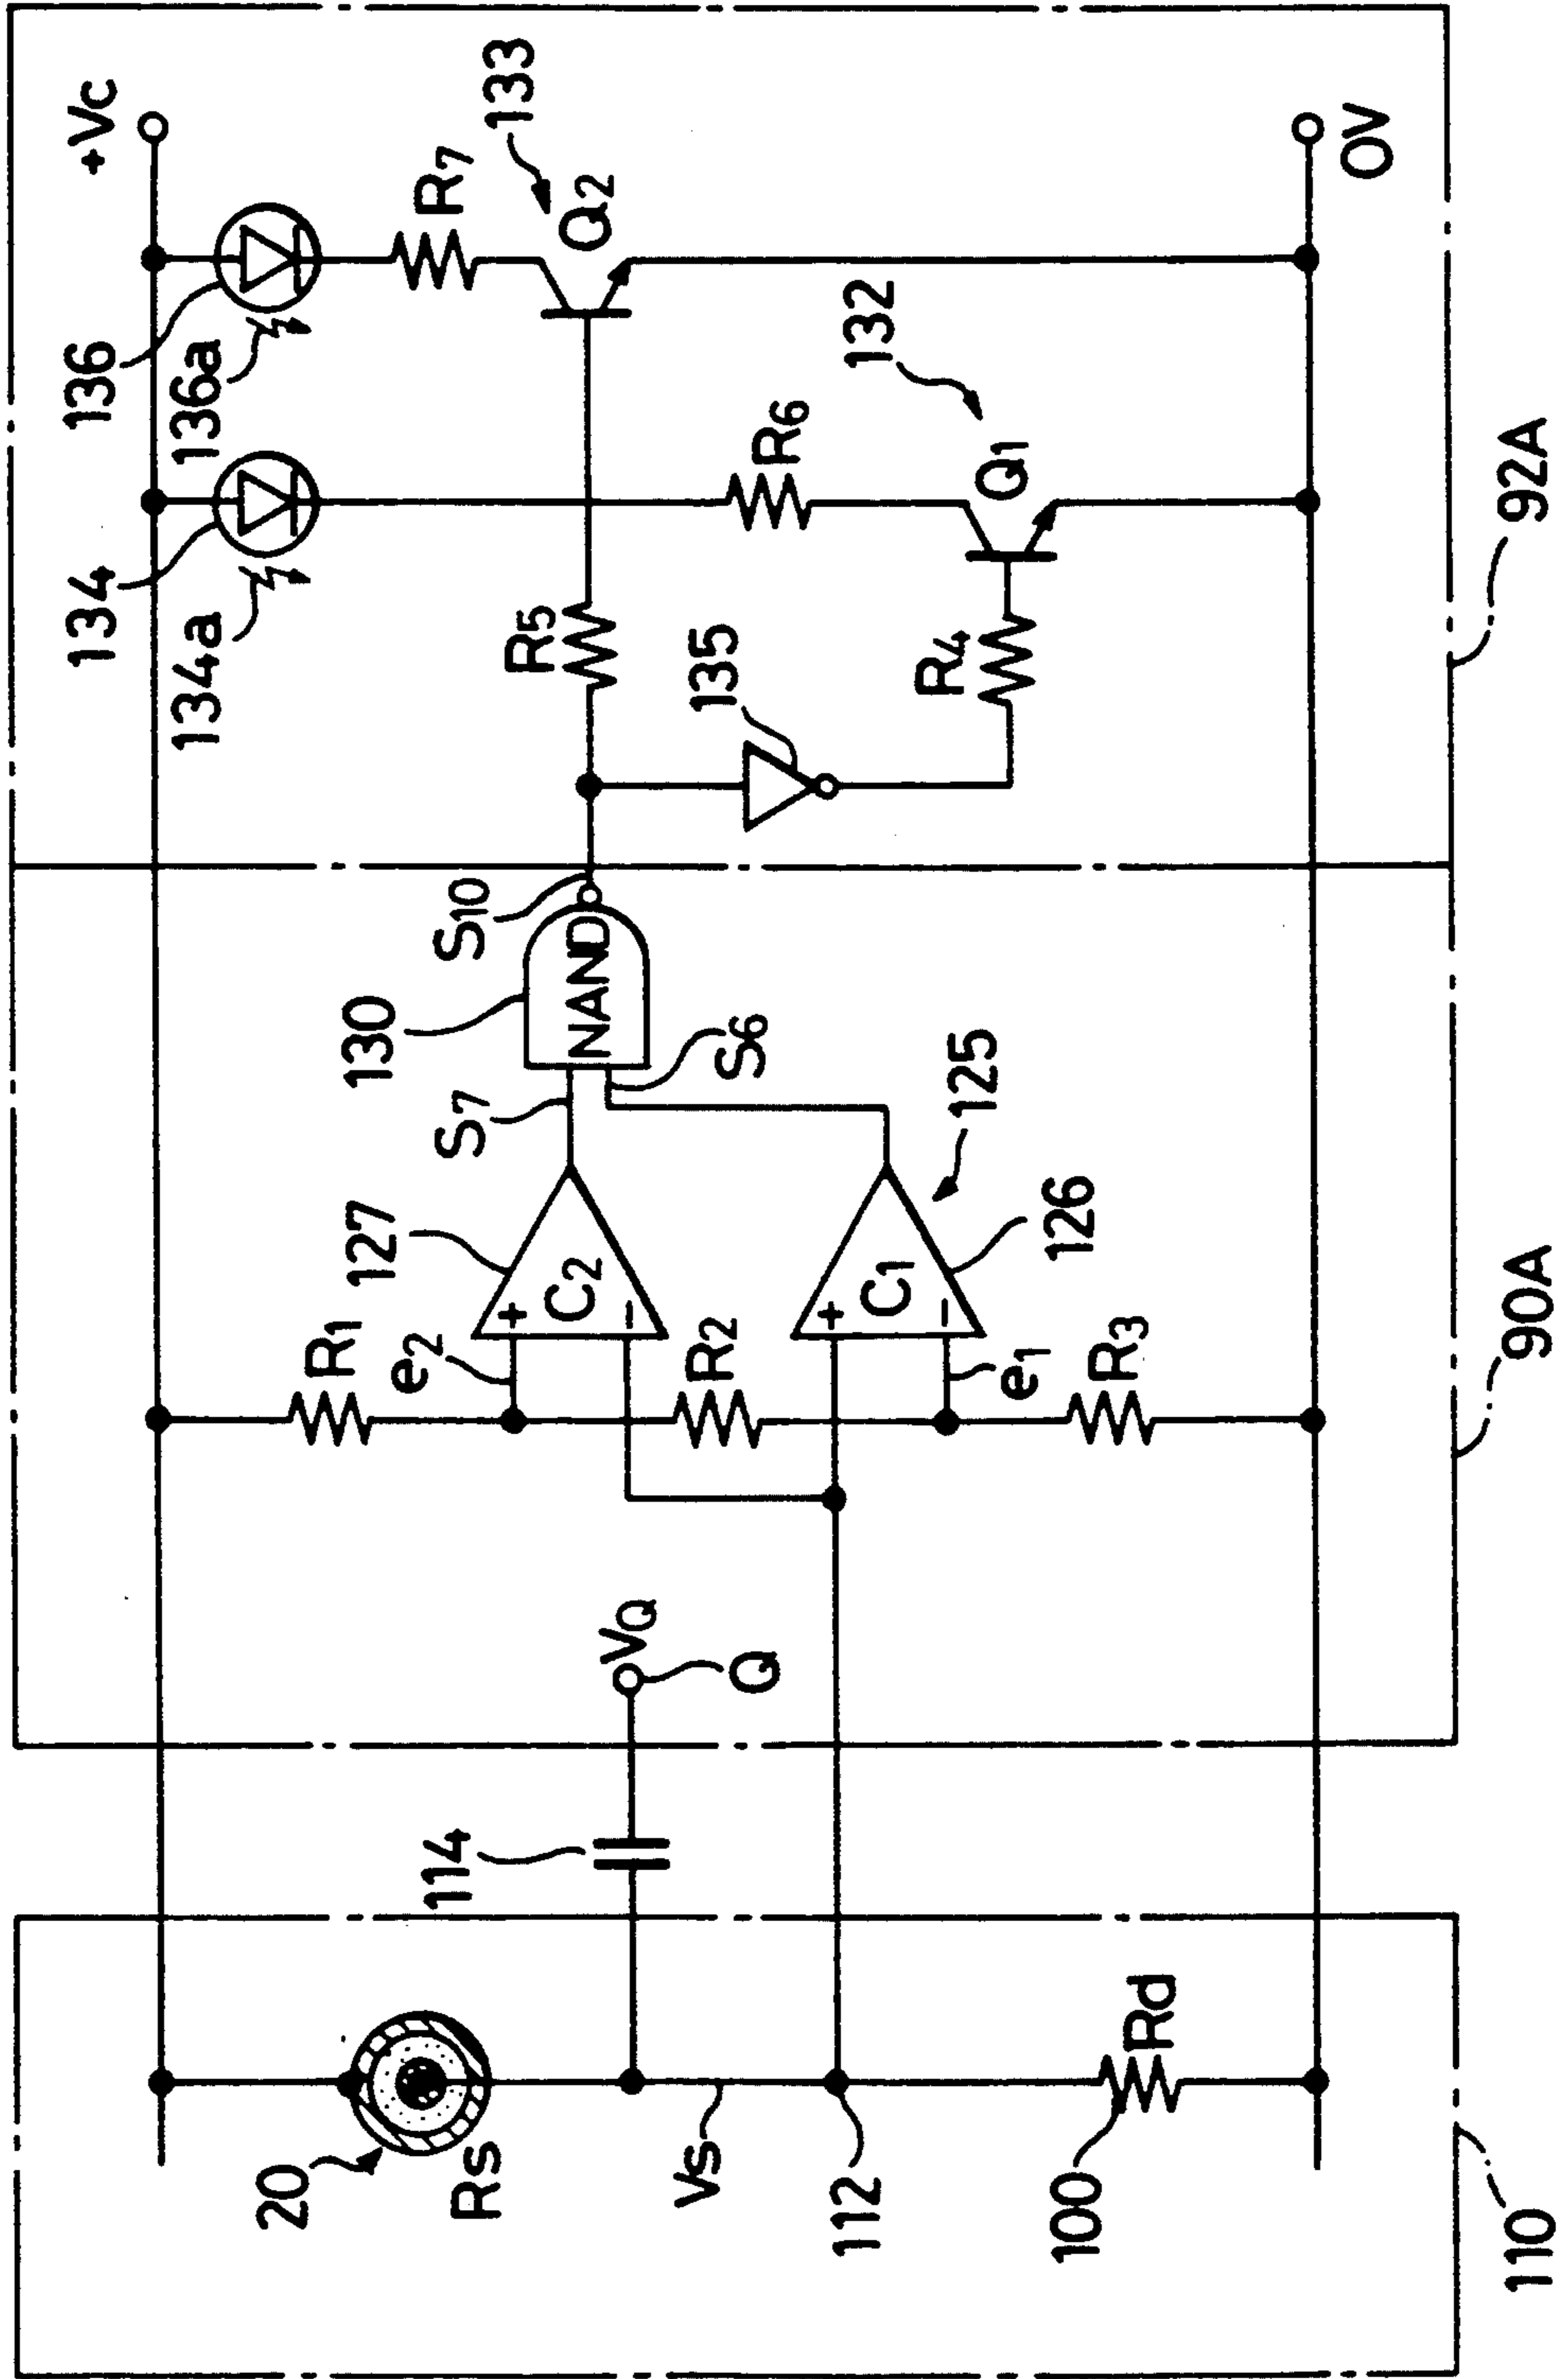 +Vc
136
134
136a
134a
R7
133
Q2
R5
R6
132
135
Q1
R4
0V
92A
S10
130
NAND
S7
S6
127
C2
+
−
125
R1
e2
R2
C1
+
−
126
e1
R3
90A
VQ
Q
114
20
Rs
Vs
112
100
Rd
110